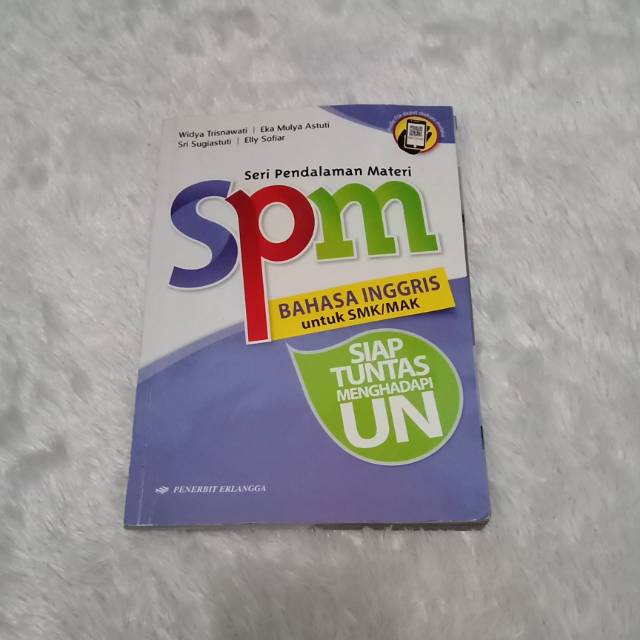 Widya Trisnawati | Eka Mulya Astuti
Sri Sugiastuti | Elly Sofiar
Seri Pendalaman Materi
spm
BAHASA INGGRIS
untuk SMK/MAK
SIAP
TUNTAS
MENGHADAPI
UN
PENERBIT ERLANGGA